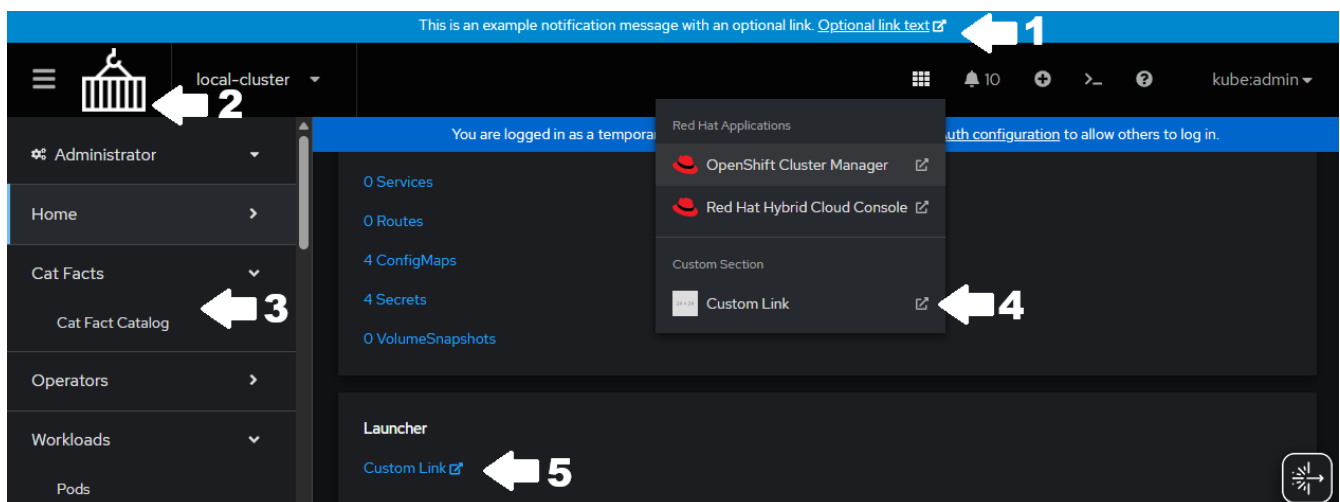 This is an example notification message with an optional link. Optional link text
1
local-cluster
10
kube:admin
2
You are logged in as a tempora
uth configuration to allow others to log in.
Administrator
Home
Cat Facts
Cat Fact Catalog
3
Operators
Workloads
Pods
0 Services
0 Routes
4 ConfigMaps
4 Secrets
0 VolumeSnapshots
Red Hat Applications
OpenShift Cluster Manager
Red Hat Hybrid Cloud Console
Custom Section
Custom Link
4
Launcher
Custom Link
5